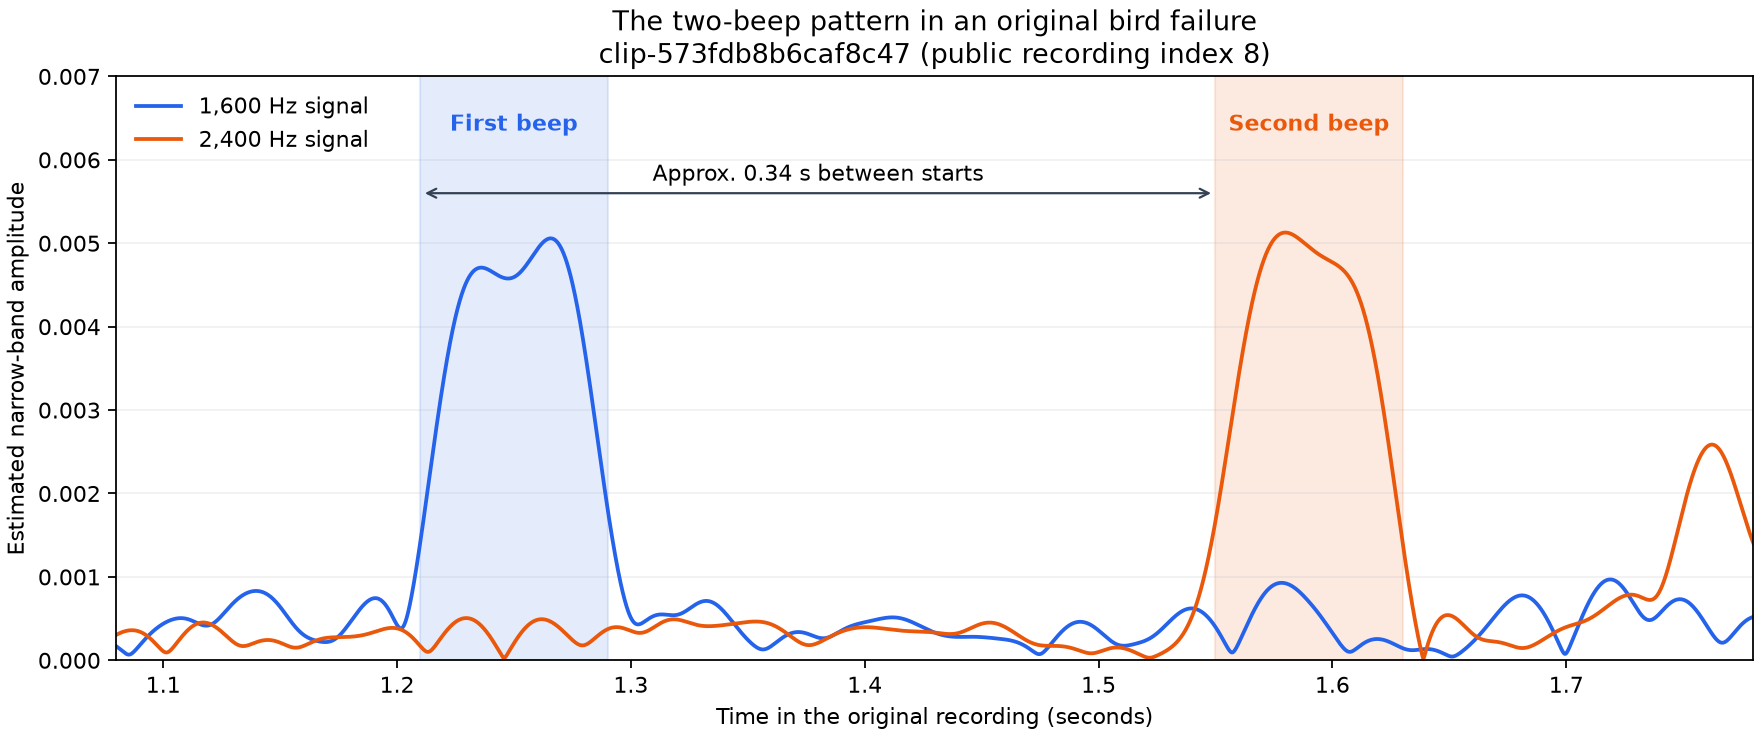 The two-beep pattern in an original bird failure
clip-573fdb8b6caf8c47 (public recording index 8)
1,600 Hz signal
2,400 Hz signal
First beep
Second beep
Approx. 0.34 s between starts
Estimated narrow-band amplitude
0.007
0.006
0.005
0.004
0.003
0.002
0.001
0.000
1.1
1.2
1.3
1.4
1.5
1.6
1.7
Time in the original recording (seconds)